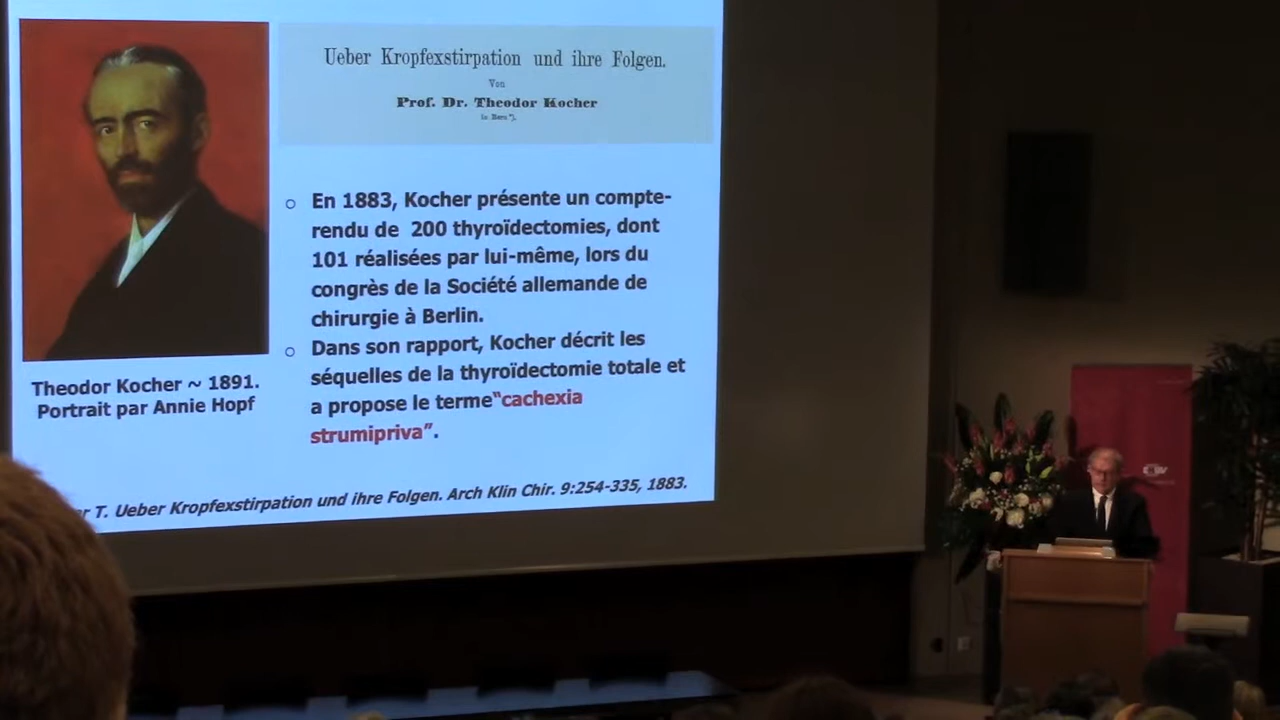 Ueber Kropfexstirpation und ihre Folgen.
Von
Prof. Dr. Theodor Kocher
in Bern*).
○ En 1883, Kocher présente un compte-
rendu de 200 thyroïdectomies, dont
101 réalisées par lui-même, lors du
congrès de la Société allemande de
chirurgie à Berlin.
○ Dans son rapport, Kocher décrit les
séquelles de la thyroïdectomie totale et
a propose le terme"cachexia
strumipriva".
Theodor Kocher ~ 1891.
Portrait par Annie Hopf
T. Ueber Kropfexstirpation und ihre Folgen. Arch Klin Chir. 9:254-335, 1883.